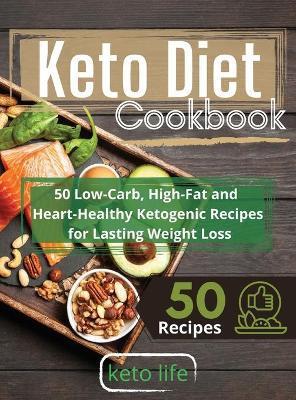 Keto Diet
Cookbook
50 Low-Carb, High-Fat and
Heart-Healthy Ketogenic Recipes
for Lasting Weight Loss
50
Recipes
keto life